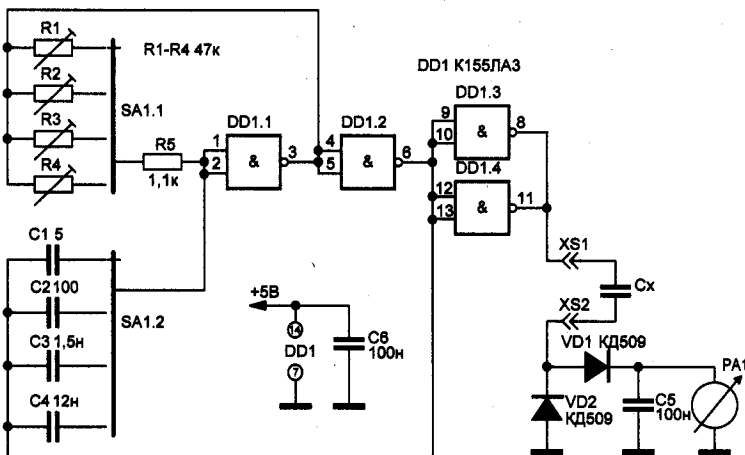 R1
R1-R4 47к
R2
SA1.1
R3
R4
R5
1,1к
DD1 К155ЛА3
DD1.1
1
2
&
3
DD1.2
4
5
&
6
DD1.3
9
10
&
8
DD1.4
12
13
&
11
C1 5
C2 100
SA1.2
C3 1,5н
C4 12н
+5В
14
DD1
7
C6
100н
XS1
Cx
XS2
VD1 КД509
VD2
КД509
C5
100н
PA1